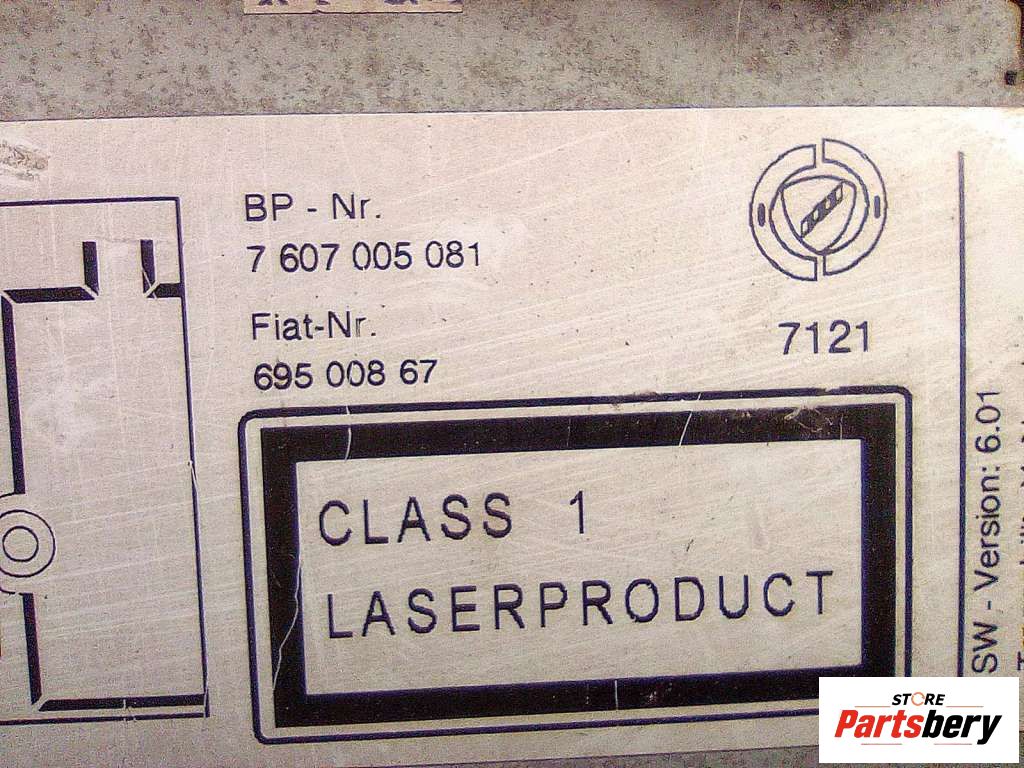 BP - Nr.
7 607 005 081
Fiat-Nr.
695 008 67
7121
CLASS 1
LASERPRODUCT
SW - Version: 6.01
STORE
Partsbery